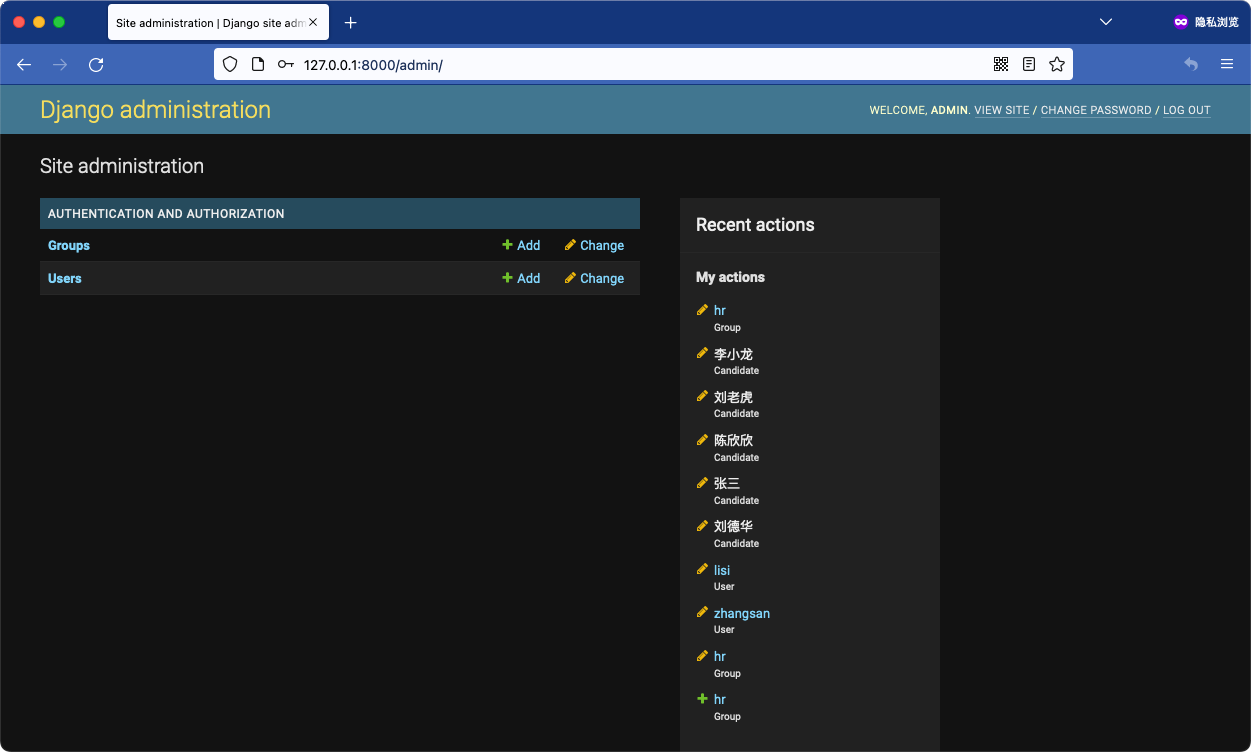 Site administration | Django site adm
隐私浏览
127.0.0.1:8000/admin/
Django administration
WELCOME, ADMIN. VIEW SITE / CHANGE PASSWORD / LOG OUT
Site administration
AUTHENTICATION AND AUTHORIZATION
Groups Add Change
Users Add Change
Recent actions
My actions
hr
Group
李小龙
Candidate
刘老虎
Candidate
陈欣欣
Candidate
张三
Candidate
刘德华
Candidate
lisi
User
zhangsan
User
hr
Group
hr
Group